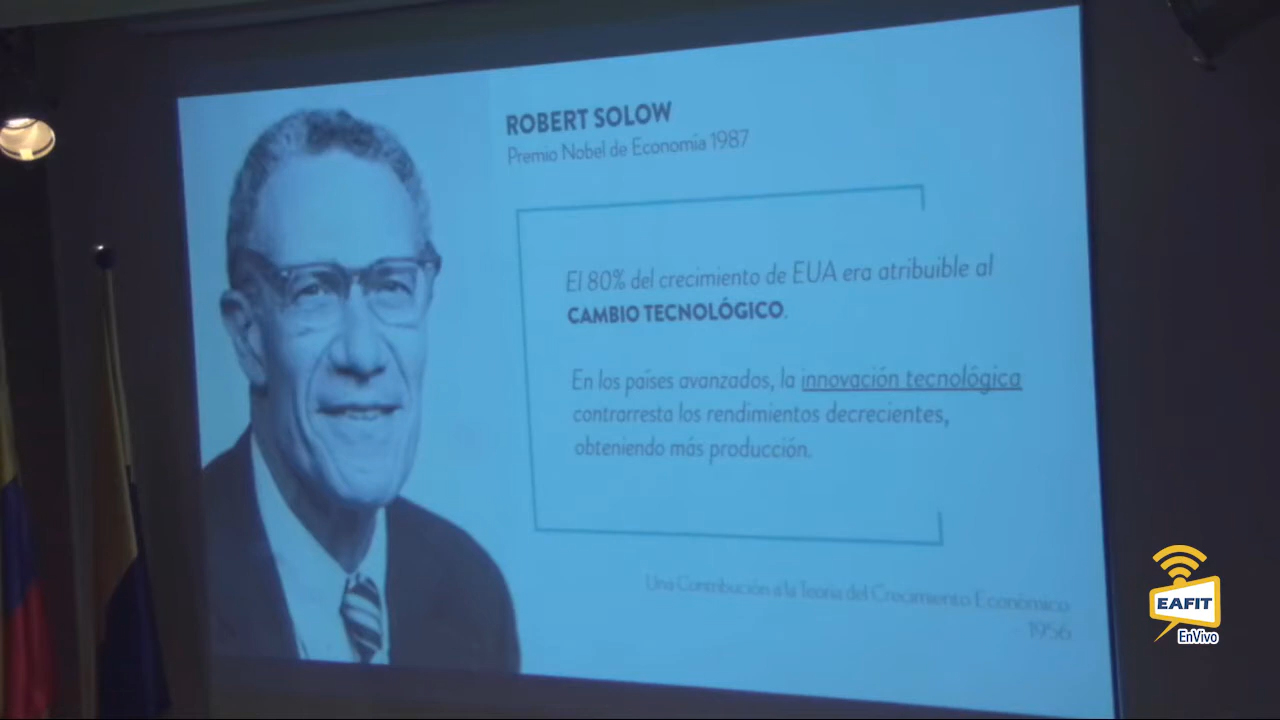 ROBERT SOLOW
Premio Nobel de Economía 1987
El 80% del crecimiento de EUA era atribuible al
CAMBIO TECNOLÓGICO.
En los países avanzados, la innovación tecnológica
contrarresta los rendimientos decrecientes,
obteniendo más producción.
Una Contribución a la Teoría del Crecimiento Económico
1956
EAFIT
EnVivo